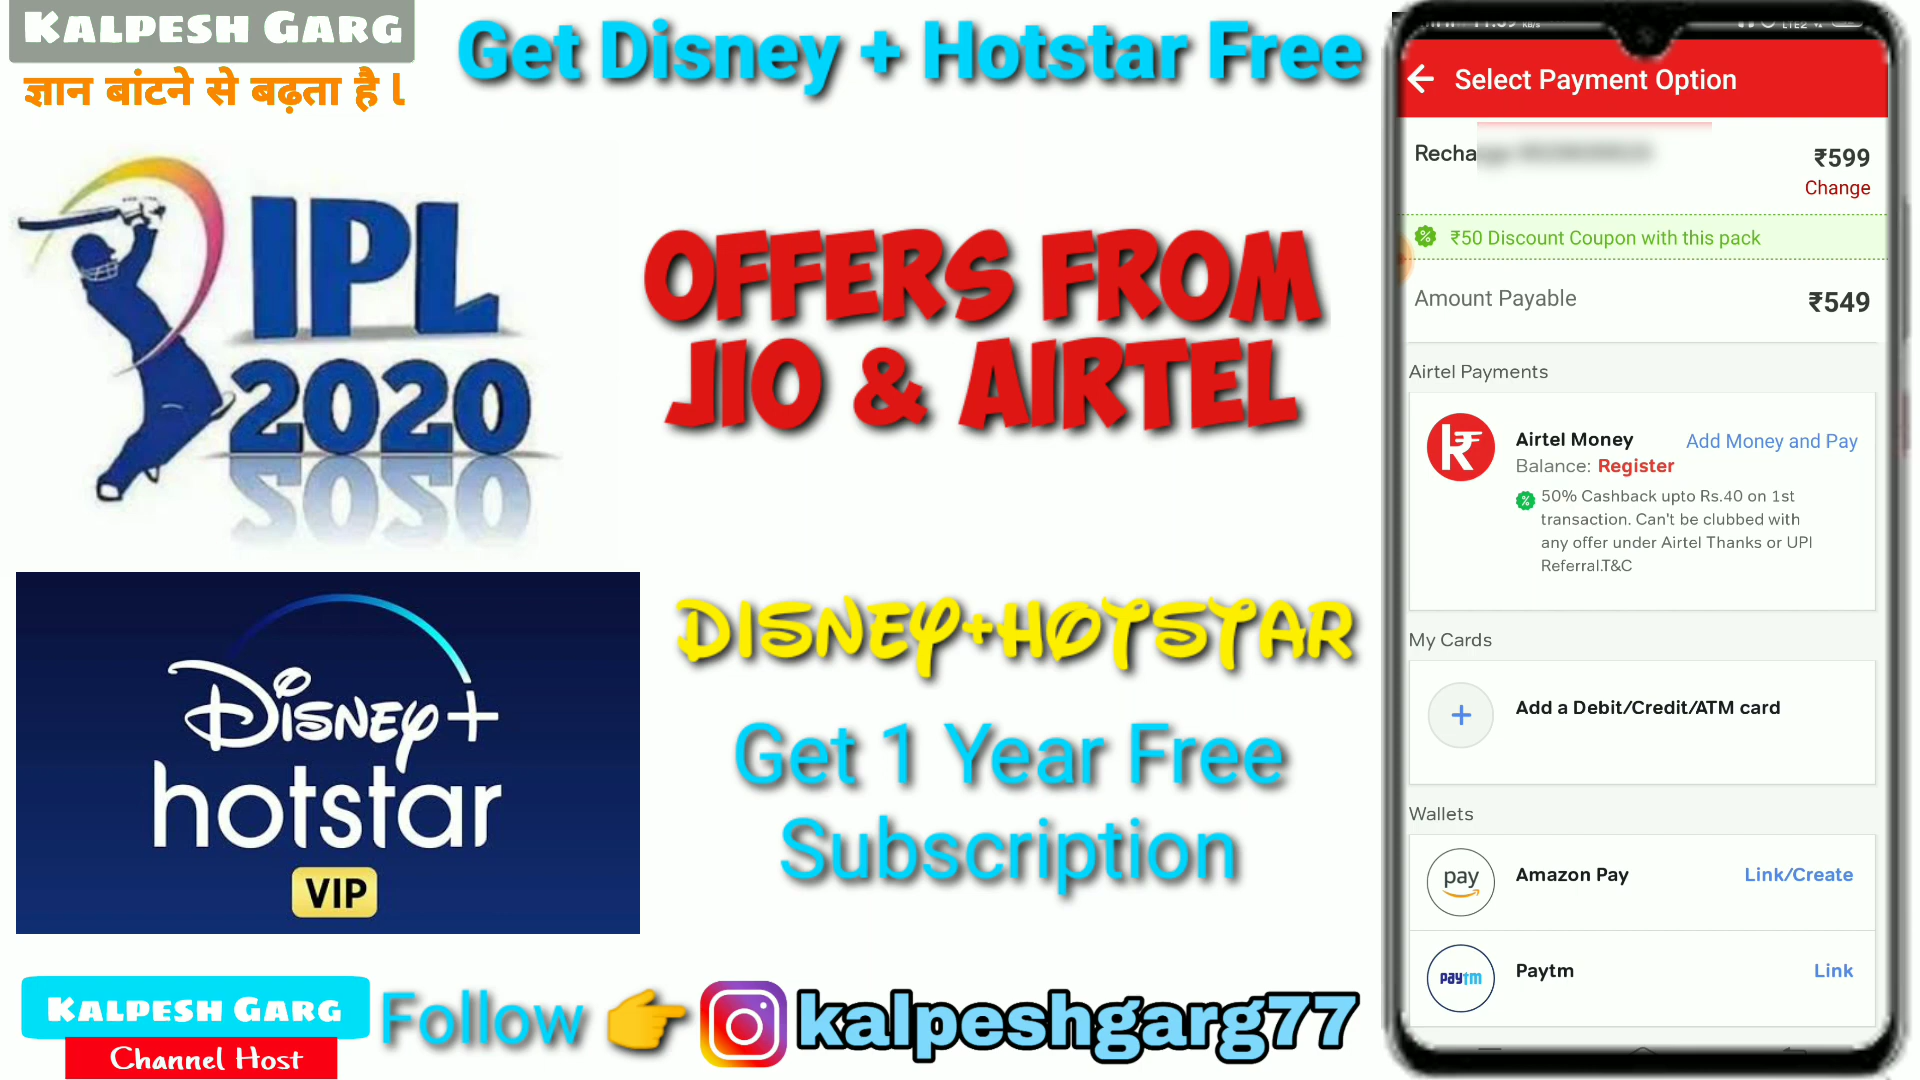 KALPESH GARG
ज्ञान बांटने से बढ़ता है l
Get Disney + Hotstar Free
IPL
2020
OFFERS FROM
JIO & AIRTEL
DISNEY+HOTSTAR
Get 1 Year Free
Subscription
DISNEY+
hotstar
VIP
KALPESH GARG
Channel Host
Follow 👉 kalpeshgarg77
Select Payment Option
₹599
Change
₹50 Discount Coupon with this pack
Amount Payable ₹549
Airtel Payments
Airtel Money Add Money and Pay
Balance: Register
50% Cashback upto Rs.40 on 1st
transaction. Can't be clubbed with
any offer under Airtel Thanks or UPI
Referral.T&C
My Cards
Add a Debit/Credit/ATM card
Wallets
pay
Amazon Pay Link/Create
paytm
Paytm Link